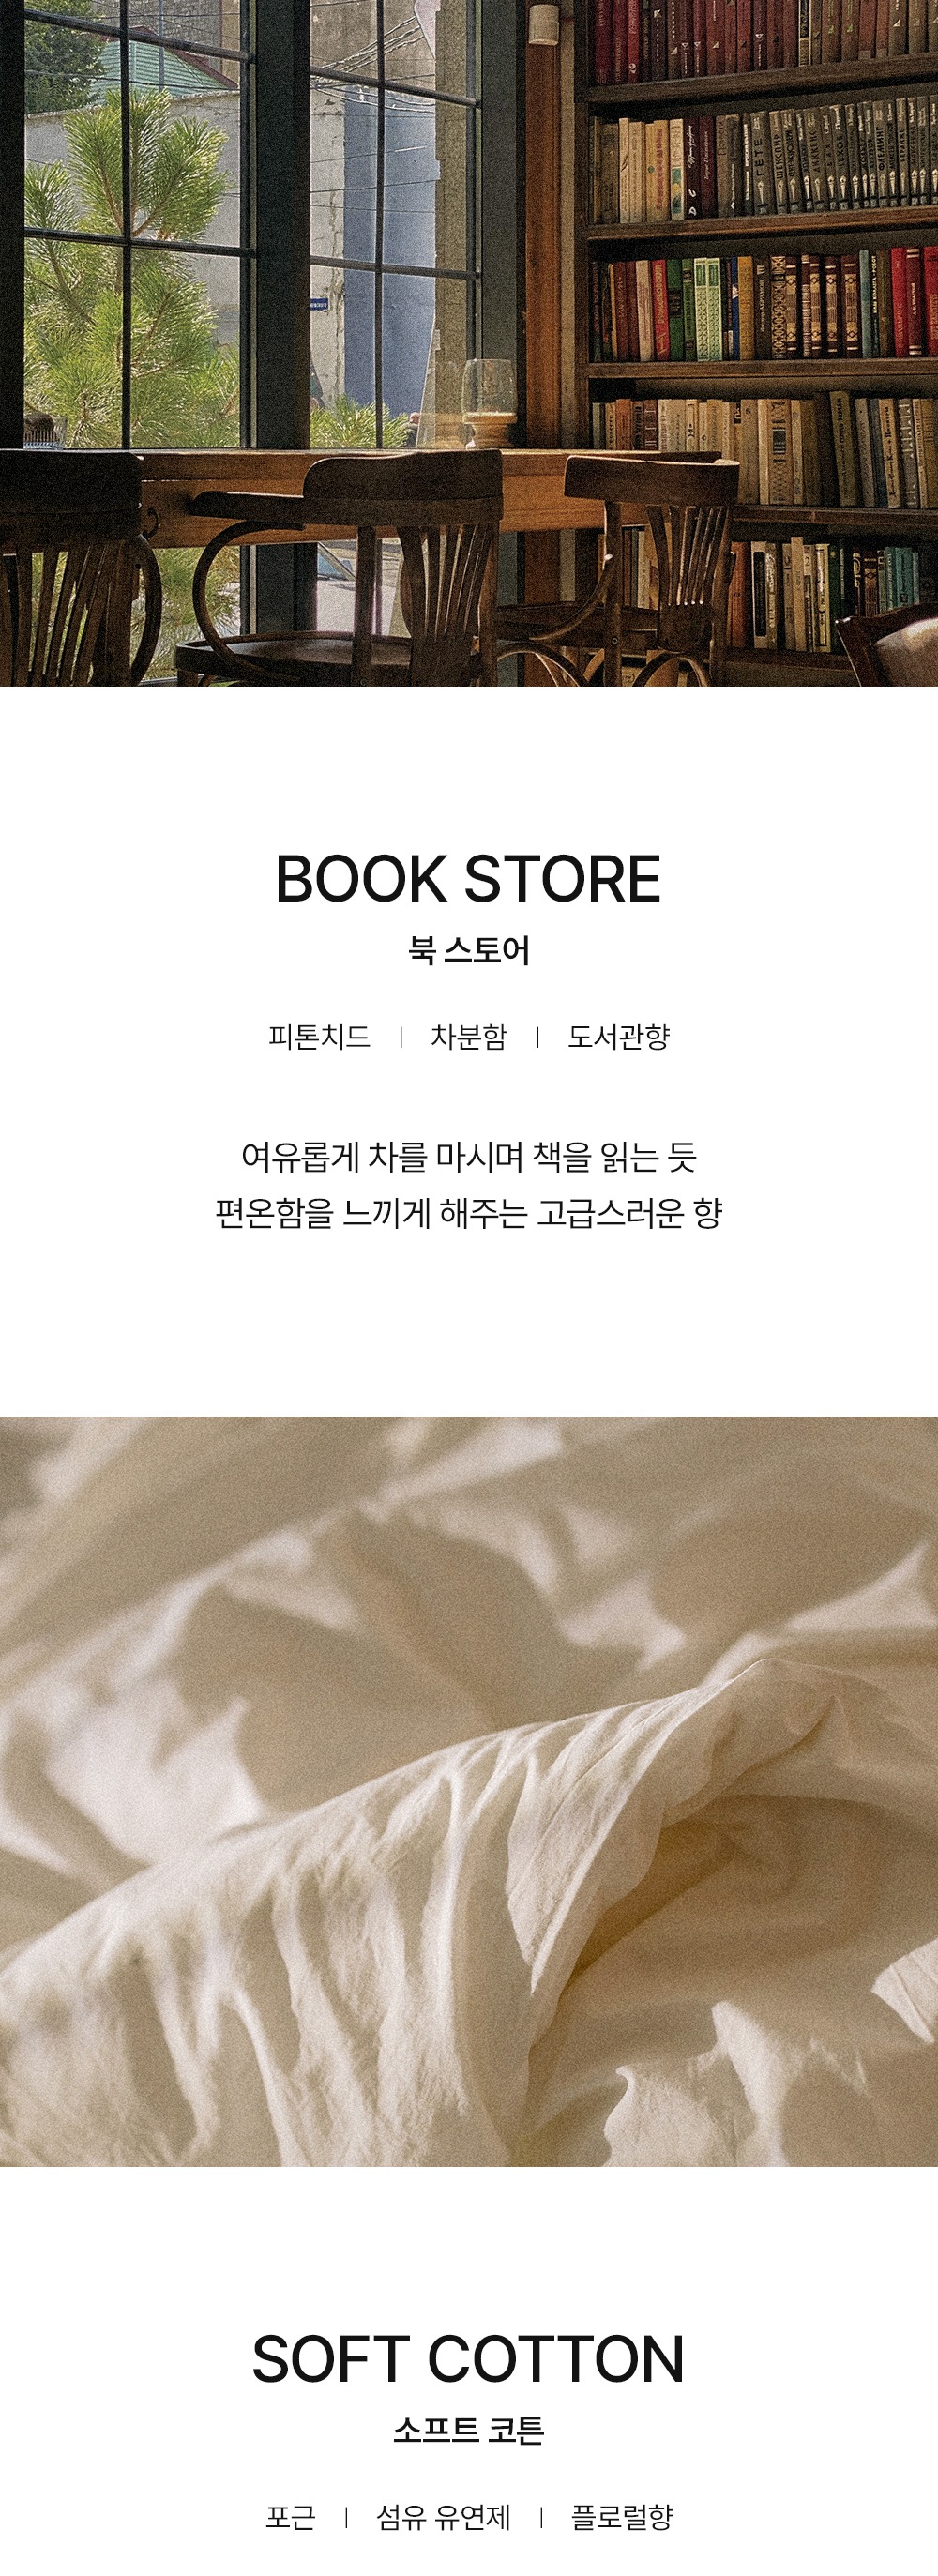 ГЕТЕ
BOOK STORE
북 스토어
피톤치드 | 차분함 | 도서관향
여유롭게 차를 마시며 책을 읽는 듯
편온함을 느끼게 해주는 고급스러운 향
SOFT COTTON
소프트 코튼
포근 | 섬유 유연제 | 플로럴향